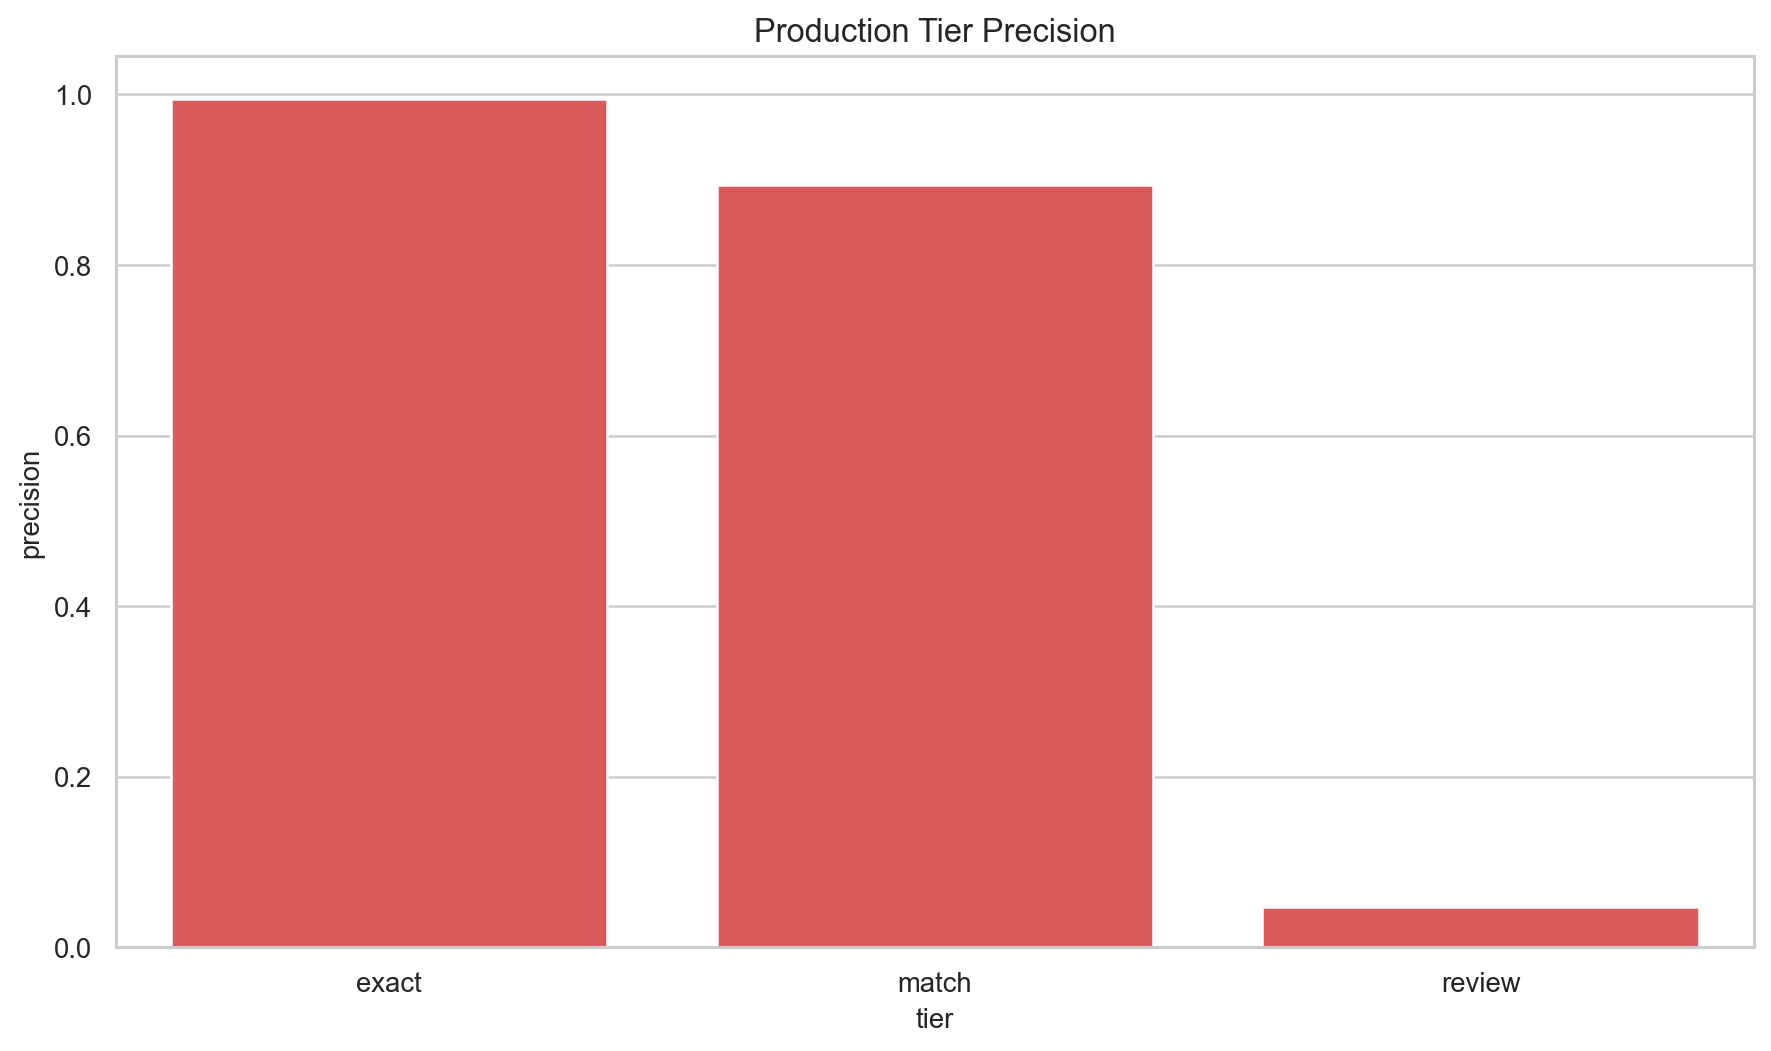 Production Tier Precision
1.0
0.8
0.6
0.4
0.2
0.0
precision
exact match review
tier